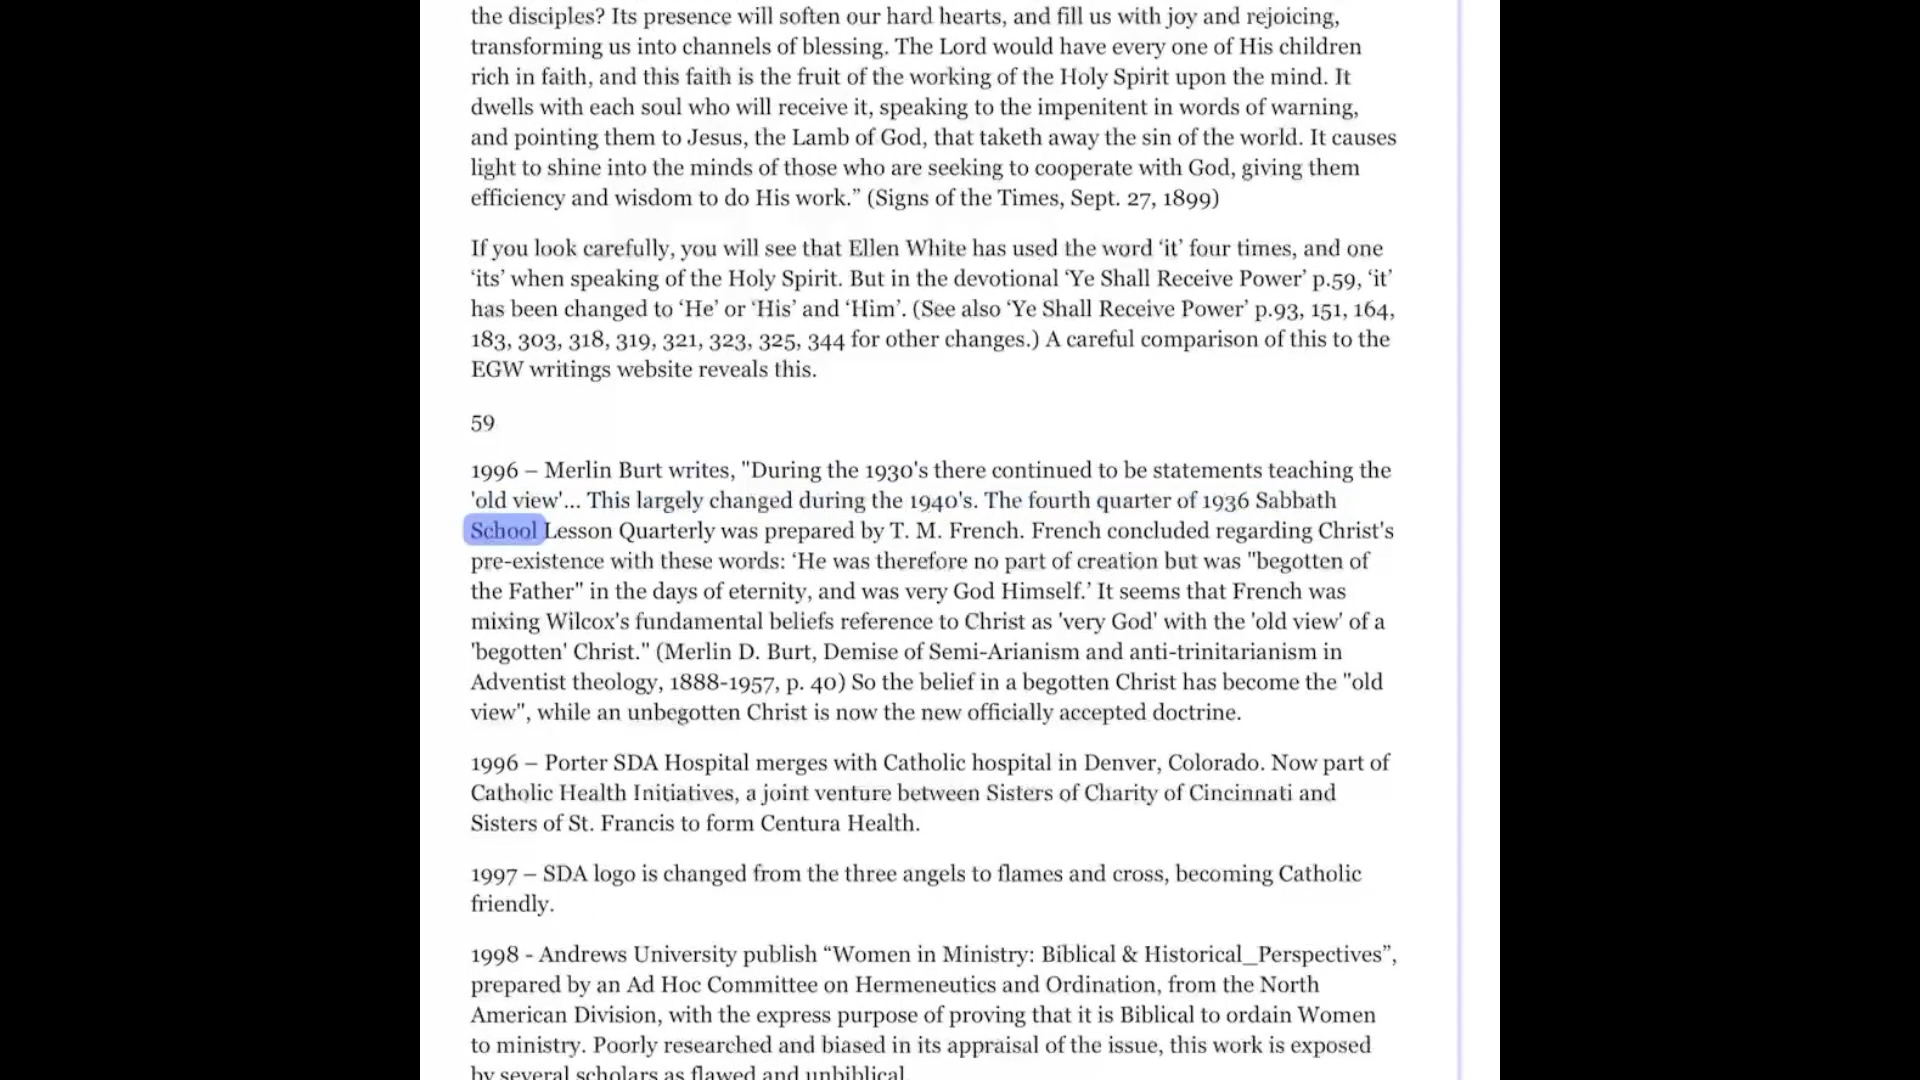 the disciples? Its presence will soften our hard hearts, and fill us with joy and rejoicing,
transforming us into channels of blessing. The Lord would have every one of His children
rich in faith, and this faith is the fruit of the working of the Holy Spirit upon the mind. It
dwells with each soul who will receive it, speaking to the impenitent in words of warning,
and pointing them to Jesus, the Lamb of God, that taketh away the sin of the world. It causes
light to shine into the minds of those who are seeking to cooperate with God, giving them
efficiency and wisdom to do His work.” (Signs of the Times, Sept. 27, 1899)
If you look carefully, you will see that Ellen White has used the word ‘it’ four times, and one
‘its’ when speaking of the Holy Spirit. But in the devotional ‘Ye Shall Receive Power’ p.59, ‘it’
has been changed to ‘He’ or ‘His’ and ‘Him’. (See also ‘Ye Shall Receive Power’ p.93, 151, 164,
183, 303, 318, 319, 321, 323, 325, 344 for other changes.) A careful comparison of this to the
EGW writings website reveals this.
59
1996 – Merlin Burt writes, "During the 1930's there continued to be statements teaching the
'old view'... This largely changed during the 1940's. The fourth quarter of 1936 Sabbath
School Lesson Quarterly was prepared by T. M. French. French concluded regarding Christ's
pre-existence with these words: ‘He was therefore no part of creation but was "begotten of
the Father" in the days of eternity, and was very God Himself.’ It seems that French was
mixing Wilcox's fundamental beliefs reference to Christ as 'very God' with the 'old view' of a
'begotten' Christ." (Merlin D. Burt, Demise of Semi-Arianism and anti-trinitarianism in
Adventist theology, 1888-1957, p. 40) So the belief in a begotten Christ has become the "old
view", while an unbegotten Christ is now the new officially accepted doctrine.
1996 – Porter SDA Hospital merges with Catholic hospital in Denver, Colorado. Now part of
Catholic Health Initiatives, a joint venture between Sisters of Charity of Cincinnati and
Sisters of St. Francis to form Centura Health.
1997 – SDA logo is changed from the three angels to flames and cross, becoming Catholic
friendly.
1998 - Andrews University publish “Women in Ministry: Biblical & Historical_Perspectives”,
prepared by an Ad Hoc Committee on Hermeneutics and Ordination, from the North
American Division, with the express purpose of proving that it is Biblical to ordain Women
to ministry. Poorly researched and biased in its appraisal of the issue, this work is exposed
by several scholars as flawed and unbiblical